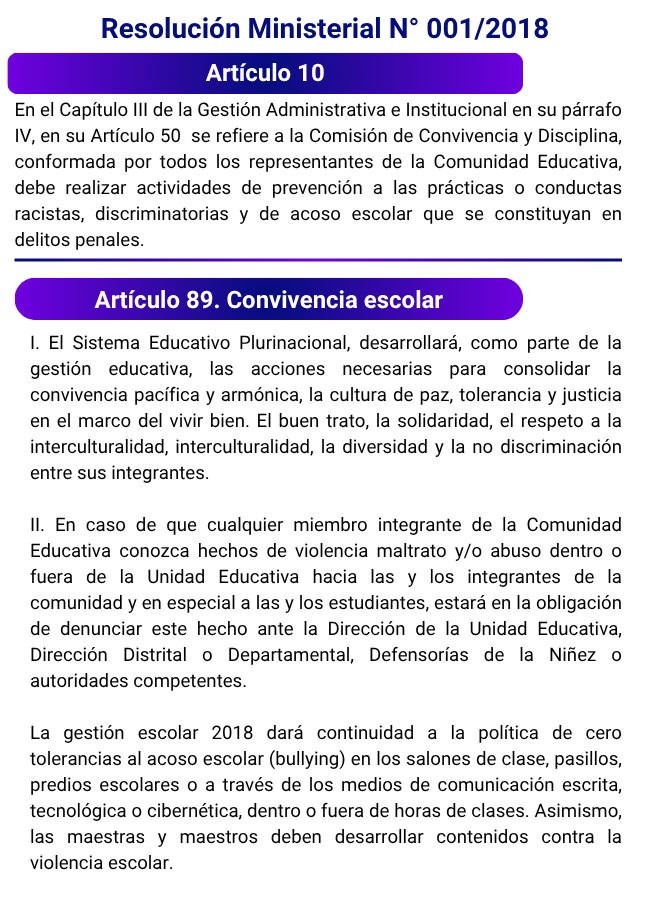 Resolución Ministerial N° 001/2018
Artículo 10
En el Capítulo III de la Gestión Administrativa e Institucional en su párrafo
IV, en su Artículo 50 se refiere a la Comisión de Convivencia y Disciplina,
conformada por todos los representantes de la Comunidad Educativa,
debe realizar actividades de prevención a las prácticas o conductas
racistas, discriminatorias y de acoso escolar que se constituyen en
delitos penales.
Artículo 89. Convivencia escolar
I. El Sistema Educativo Plurinacional, desarrollará, como parte de la
gestión educativa, las acciones necesarias para consolidar la
convivencia pacífica y armónica, la cultura de paz, tolerancia y justicia
en el marco del vivir bien. El buen trato, la solidaridad, el respeto a la
interculturalidad, interculturalidad, la diversidad y la no discriminación
entre sus integrantes.
II. En caso de que cualquier miembro integrante de la Comunidad
Educativa conozca hechos de violencia maltrato y/o abuso dentro o
fuera de la Unidad Educativa hacia las y los integrantes de la
comunidad y en especial a las y los estudiantes, estará en la obligación
de denunciar este hecho ante la Dirección de la Unidad Educativa,
Dirección Distrital o Departamental, Defensorías de la Niñez o
autoridades competentes.
La gestión escolar 2018 dará continuidad a la política de cero
tolerancias al acoso escolar (bullying) en los salones de clase, pasillos,
predios escolares o a través de los medios de comunicación escrita,
tecnológica o cibernética, dentro o fuera de horas de clases. Asimismo,
las maestras y maestros deben desarrollar contenidos contra la
violencia escolar.